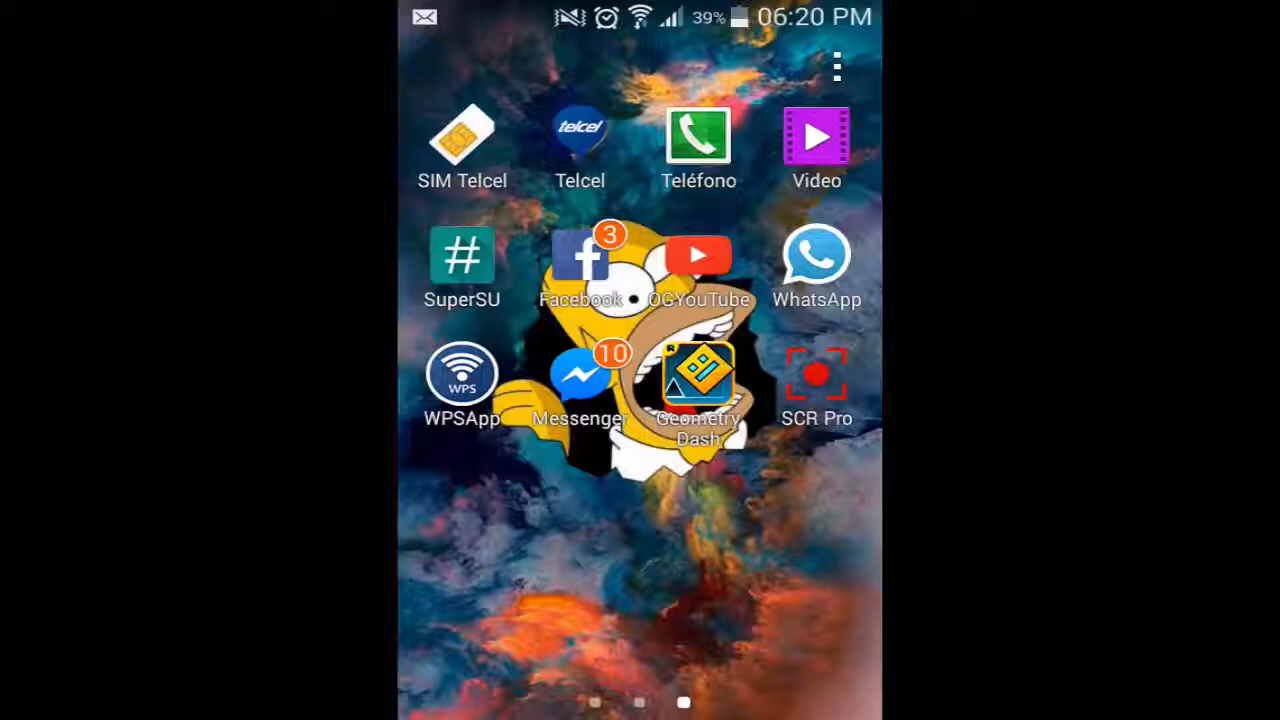 39% 06:20 PM
telcel
SIM Telcel Telcel Teléfono Video
3
SuperSU Facebook OGYouTube WhatsApp
WPS 10
WPSApp Messenger Geometry Dash SCR Pro